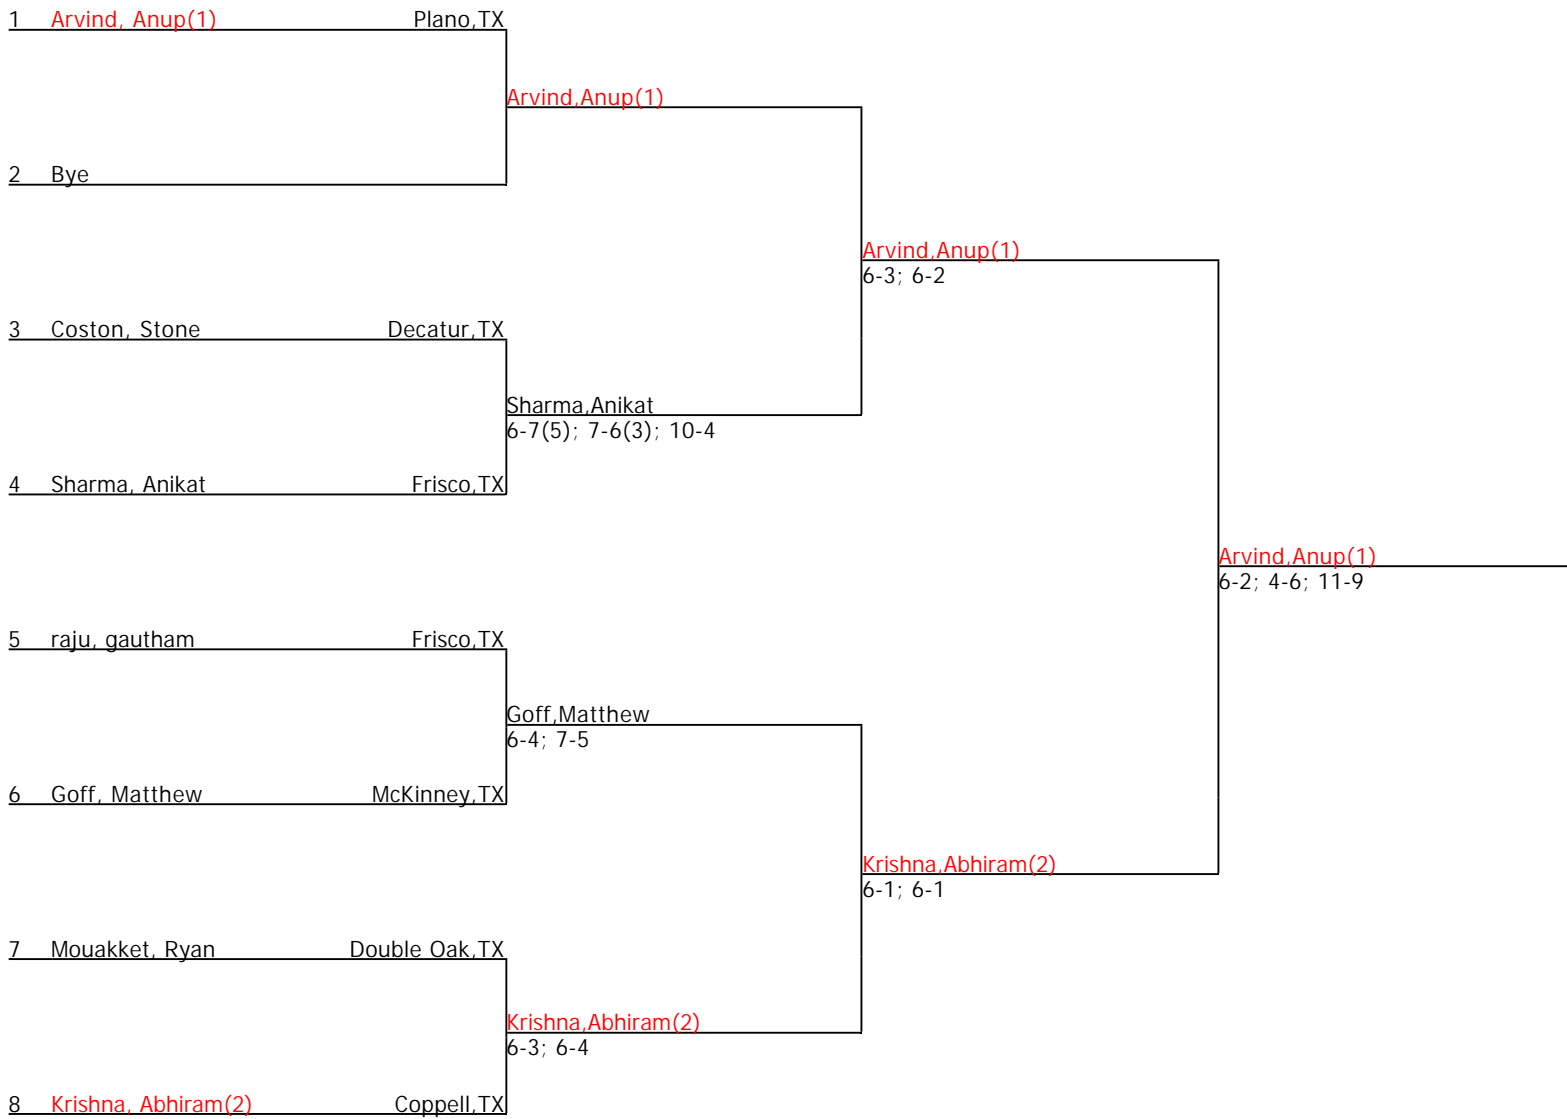 1 Arvind, Anup(1) Plano,TX
Arvind,Anup(1)
2 Bye
Arvind,Anup(1)
6-3; 6-2
3 Coston, Stone Decatur,TX
Sharma,Anikat
6-7(5); 7-6(3); 10-4
4 Sharma, Anikat Frisco,TX
Arvind,Anup(1)
6-2; 4-6; 11-9
5 raju, gautham Frisco,TX
Goff,Matthew
6-4; 7-5
6 Goff, Matthew McKinney,TX
Krishna,Abhiram(2)
6-1; 6-1
7 Mouakket, Ryan Double Oak,TX
Krishna,Abhiram(2)
6-3; 6-4
8 Krishna, Abhiram(2) Coppell,TX